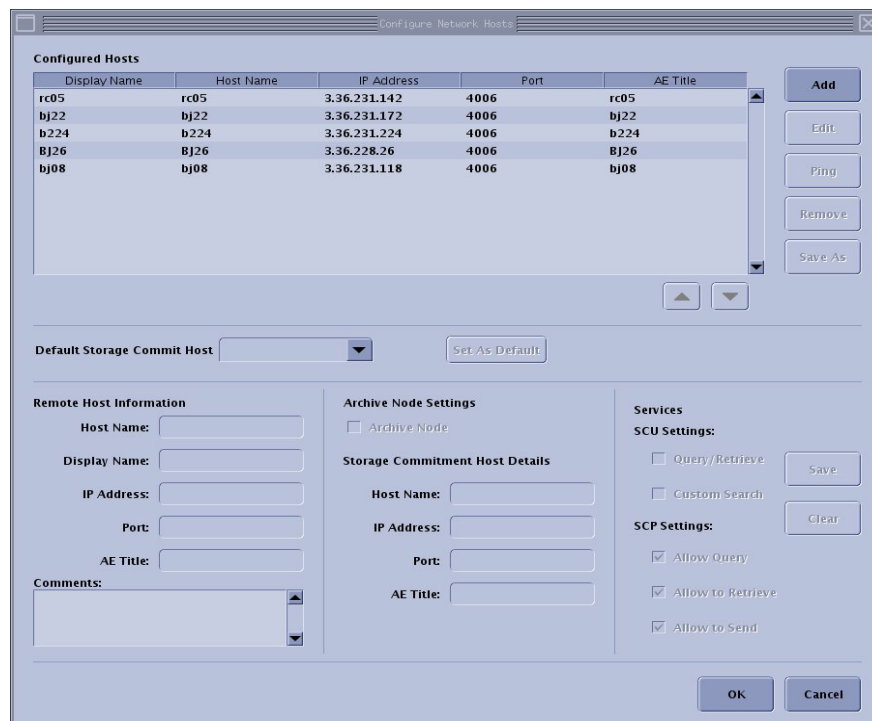 Configure Network Hosts
Configured Hosts
Display Name Host Name IP Address Port AE Title
rc05 rc05 3.36.231.142 4006 rc05
bj22 bj22 3.36.231.172 4006 bj22
b224 b224 3.36.231.224 4006 b224
BJ26 BJ26 3.36.228.26 4006 BJ26
bj08 bj08 3.36.231.118 4006 bj08
Add
Edit
Ping
Remove
Save As
Default Storage Commit Host
Set As Default
Remote Host Information
Host Name:
Display Name:
IP Address:
Port:
AE Title:
Comments:
Archive Node Settings
Archive Node
Storage Commitment Host Details
Host Name:
IP Address:
Port:
AE Title:
Services
SCU Settings:
Query/Retrieve
Custom Search
SCP Settings:
Allow Query
Allow to Retrieve
Allow to Send
Save
Clear
OK
Cancel